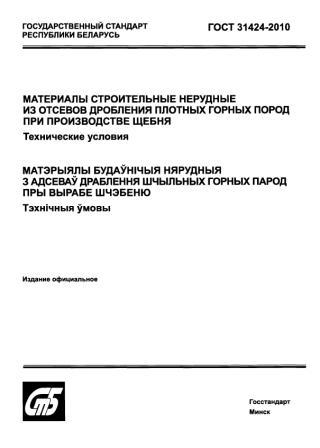 ГОСУДАРСТВЕННЫЙ СТАНДАРТ
РЕСПУБЛИКИ БЕЛАРУСЬ
ГОСТ 31424-2010
МАТЕРИАЛЫ СТРОИТЕЛЬНЫЕ НЕРУДНЫЕ
ИЗ ОТСЕВОВ ДРОБЛЕНИЯ ПЛОТНЫХ ГОРНЫХ ПОРОД
ПРИ ПРОИЗВОДСТВЕ ЩЕБНЯ
Технические условия
МАТЭРЫЯЛЫ БУДАЎНІЧЫЯ НЯРУДНЫЯ
З АДСЕВАЎ ДРАБЛЕННЯ ШЧЫЛЬНЫХ ГОРНЫХ ПАРОД
ПРЫ ВЫРАБЕ ШЧЭБЕНЮ
Тэхнічныя ўмовы
Издание официальное
СТБ
Госстандарт
Минск